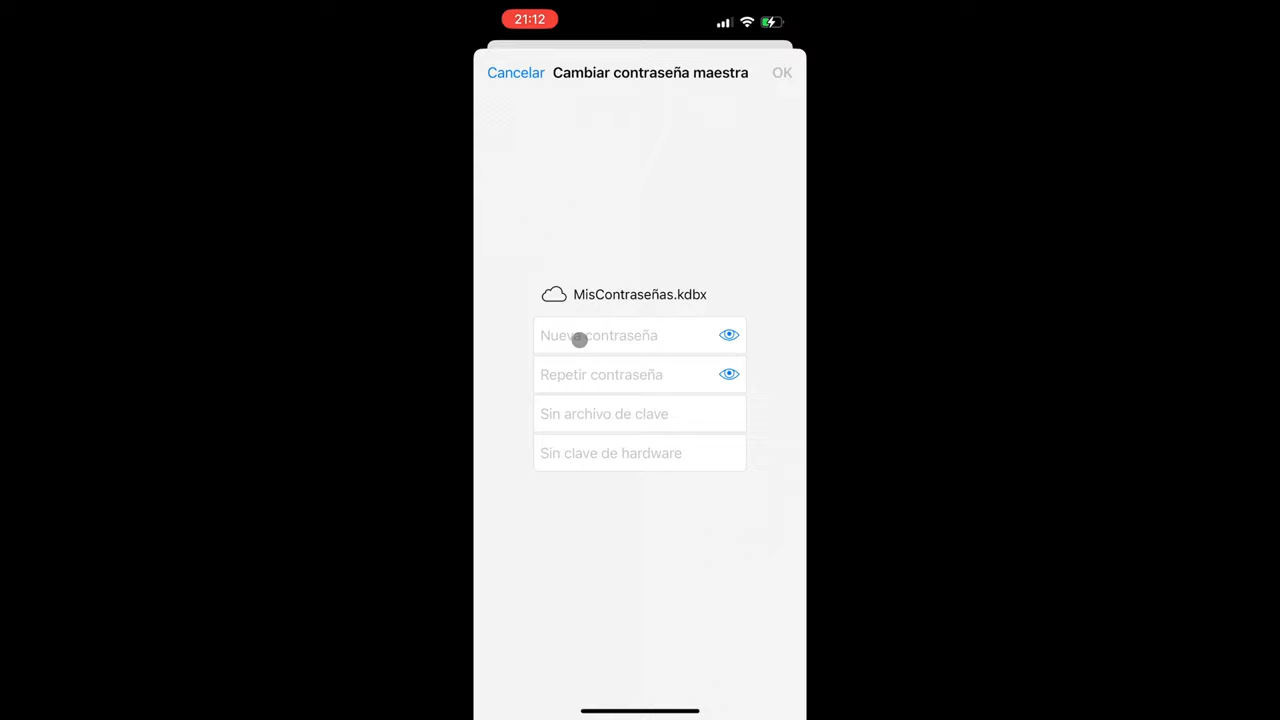 21:12
Cancelar Cambiar contraseña maestra OK
MisContraseñas.kdbx
Nueva contraseña
Repetir contraseña
Sin archivo de clave
Sin clave de hardware